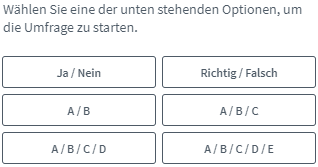 Wählen Sie eine der unten stehenden Optionen, um
die Umfrage zu starten.
Ja / Nein
Richtig / Falsch
A / B
A / B / C
A / B / C / D
A / B / C / D / E